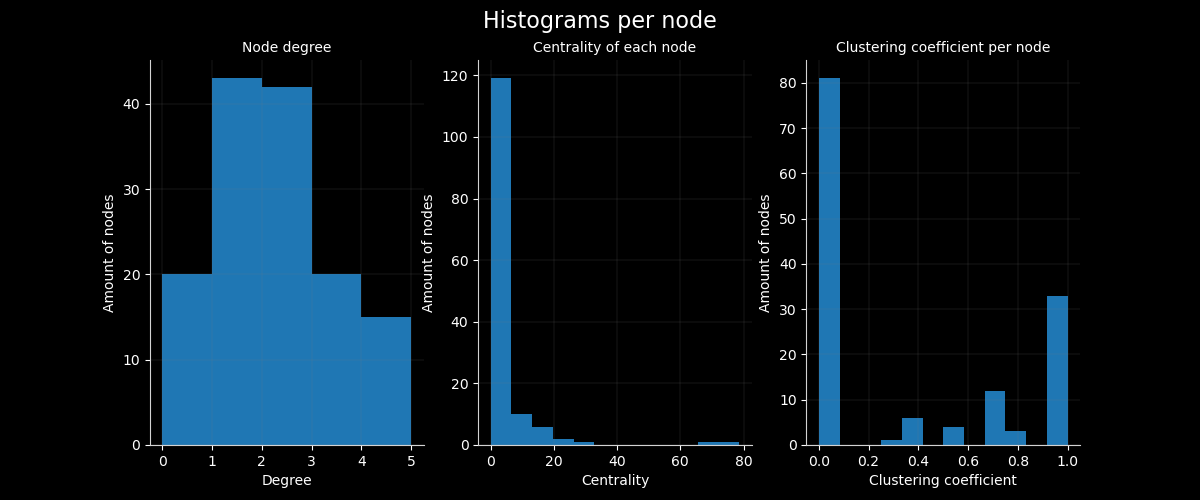 Histograms per node
Node degree
Amount of nodes
40
30
20
10
0
0 1 2 3 4 5
Degree
Centrality of each node
Amount of nodes
120
100
80
60
40
20
0
0 20 40 60 80
Centrality
Clustering coefficient per node
Amount of nodes
80
70
60
50
40
30
20
10
0
0.0 0.2 0.4 0.6 0.8 1.0
Clustering coefficient